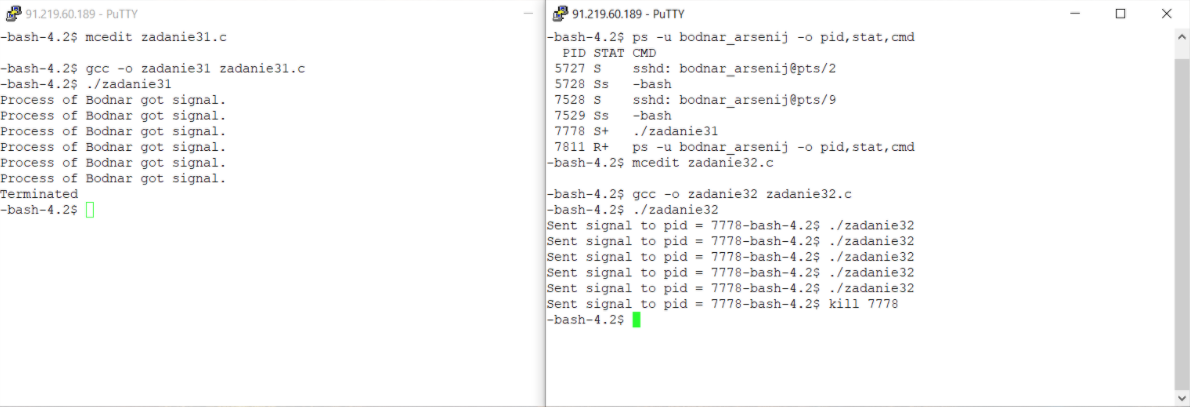 91.219.60.189 - PuTTY
-bash-4.2$ mcedit zadanie31.c
-bash-4.2$ gcc -o zadanie31 zadanie31.c
-bash-4.2$ ./zadanie31
Process of Bodnar got signal.
Process of Bodnar got signal.
Process of Bodnar got signal.
Process of Bodnar got signal.
Process of Bodnar got signal.
Process of Bodnar got signal.
Terminated
-bash-4.2$
91.219.60.189 - PuTTY
-bash-4.2$ ps -u bodnar_arsenij -o pid,stat,cmd
  PID STAT CMD
 5727 S    sshd: bodnar_arsenij@pts/2
 5728 Ss   -bash
 7528 S    sshd: bodnar_arsenij@pts/9
 7529 Ss   -bash
 7778 S+   ./zadanie31
 7811 R+   ps -u bodnar_arsenij -o pid,stat,cmd
-bash-4.2$ mcedit zadanie32.c
-bash-4.2$ gcc -o zadanie32 zadanie32.c
-bash-4.2$ ./zadanie32
Sent signal to pid = 7778-bash-4.2$ ./zadanie32
Sent signal to pid = 7778-bash-4.2$ ./zadanie32
Sent signal to pid = 7778-bash-4.2$ ./zadanie32
Sent signal to pid = 7778-bash-4.2$ ./zadanie32
Sent signal to pid = 7778-bash-4.2$ ./zadanie32
Sent signal to pid = 7778-bash-4.2$ kill 7778
-bash-4.2$